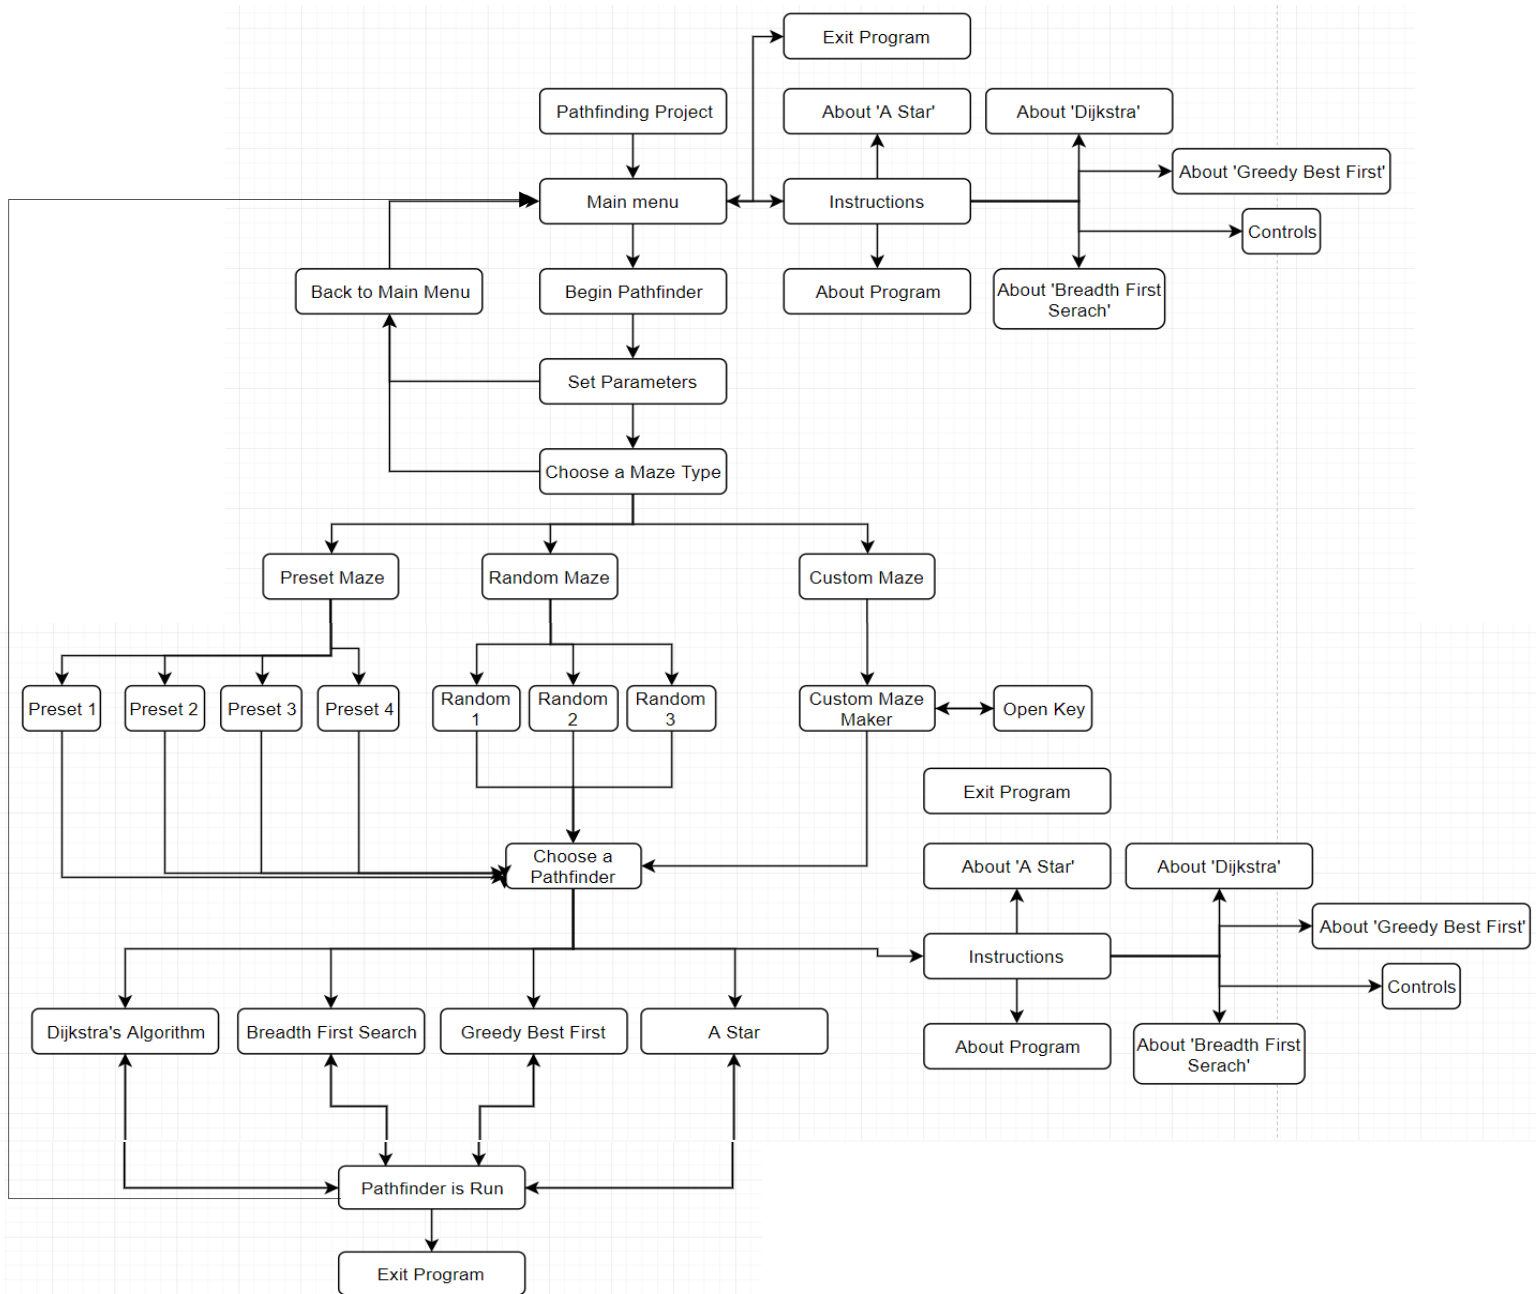 Exit Program
Pathfinding Project
About 'A Star'
About 'Dijkstra'
About 'Greedy Best First'
Main menu
Instructions
Controls
Back to Main Menu
Begin Pathfinder
About Program
About 'Breadth First
Serach'
Set Parameters
Choose a Maze Type
Preset Maze
Random Maze
Custom Maze
Preset 1
Preset 2
Preset 3
Preset 4
Random
1
Random
2
Random
3
Custom Maze
Maker
Open Key
Exit Program
Choose a
Pathfinder
About 'A Star'
About 'Dijkstra'
About 'Greedy Best First'
Instructions
Controls
Dijkstra's Algorithm
Breadth First Search
Greedy Best First
A Star
About Program
About 'Breadth First
Serach'
Pathfinder is Run
Exit Program